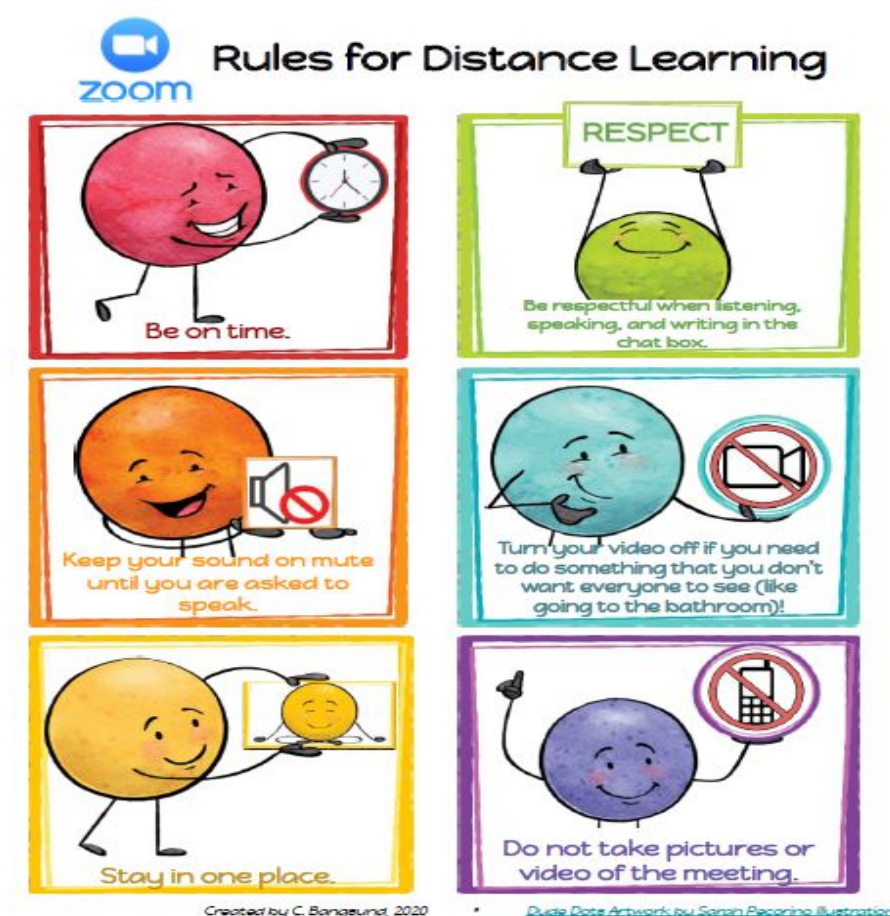 zoom
Rules for Distance Learning
Be on time.
RESPECT
Be respectful when listening,
speaking, and writing in the
chat box.
Keep your sound on mute
until you are asked to
speak.
Turn your video off if you need
to do something that you don't
want everyone to see (like
going to the bathroom)!
Stay in one place.
Do not take pictures or
video of the meeting.
Created by C. Bangsund, 2020 * Dude Dots Artwork by Sarah Pecorino Illustration